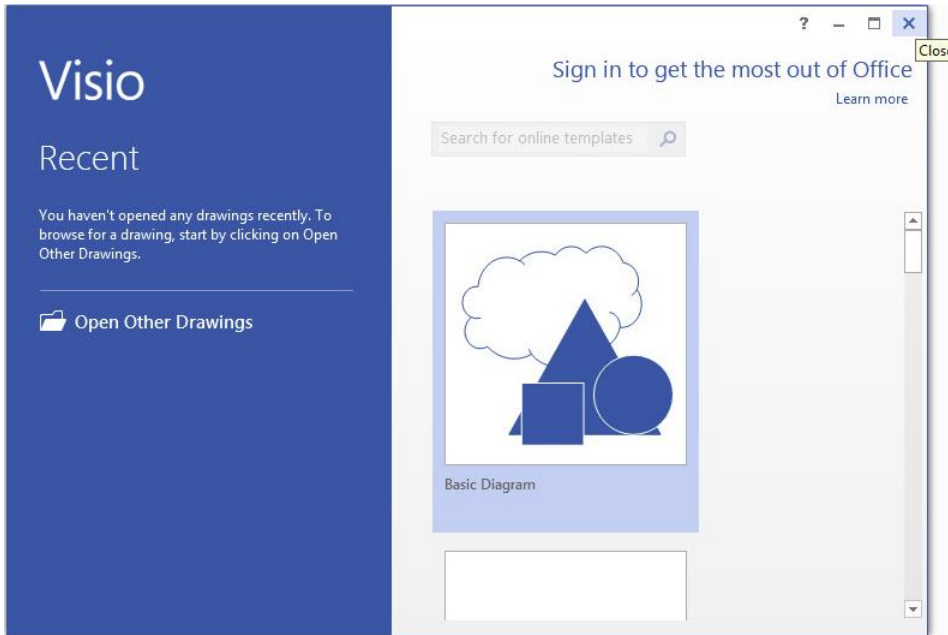 Visio
Recent
You haven't opened any drawings recently. To
browse for a drawing, start by clicking on Open
Other Drawings.
Open Other Drawings
?
Close
Sign in to get the most out of Office
Learn more
Search for online templates
Basic Diagram